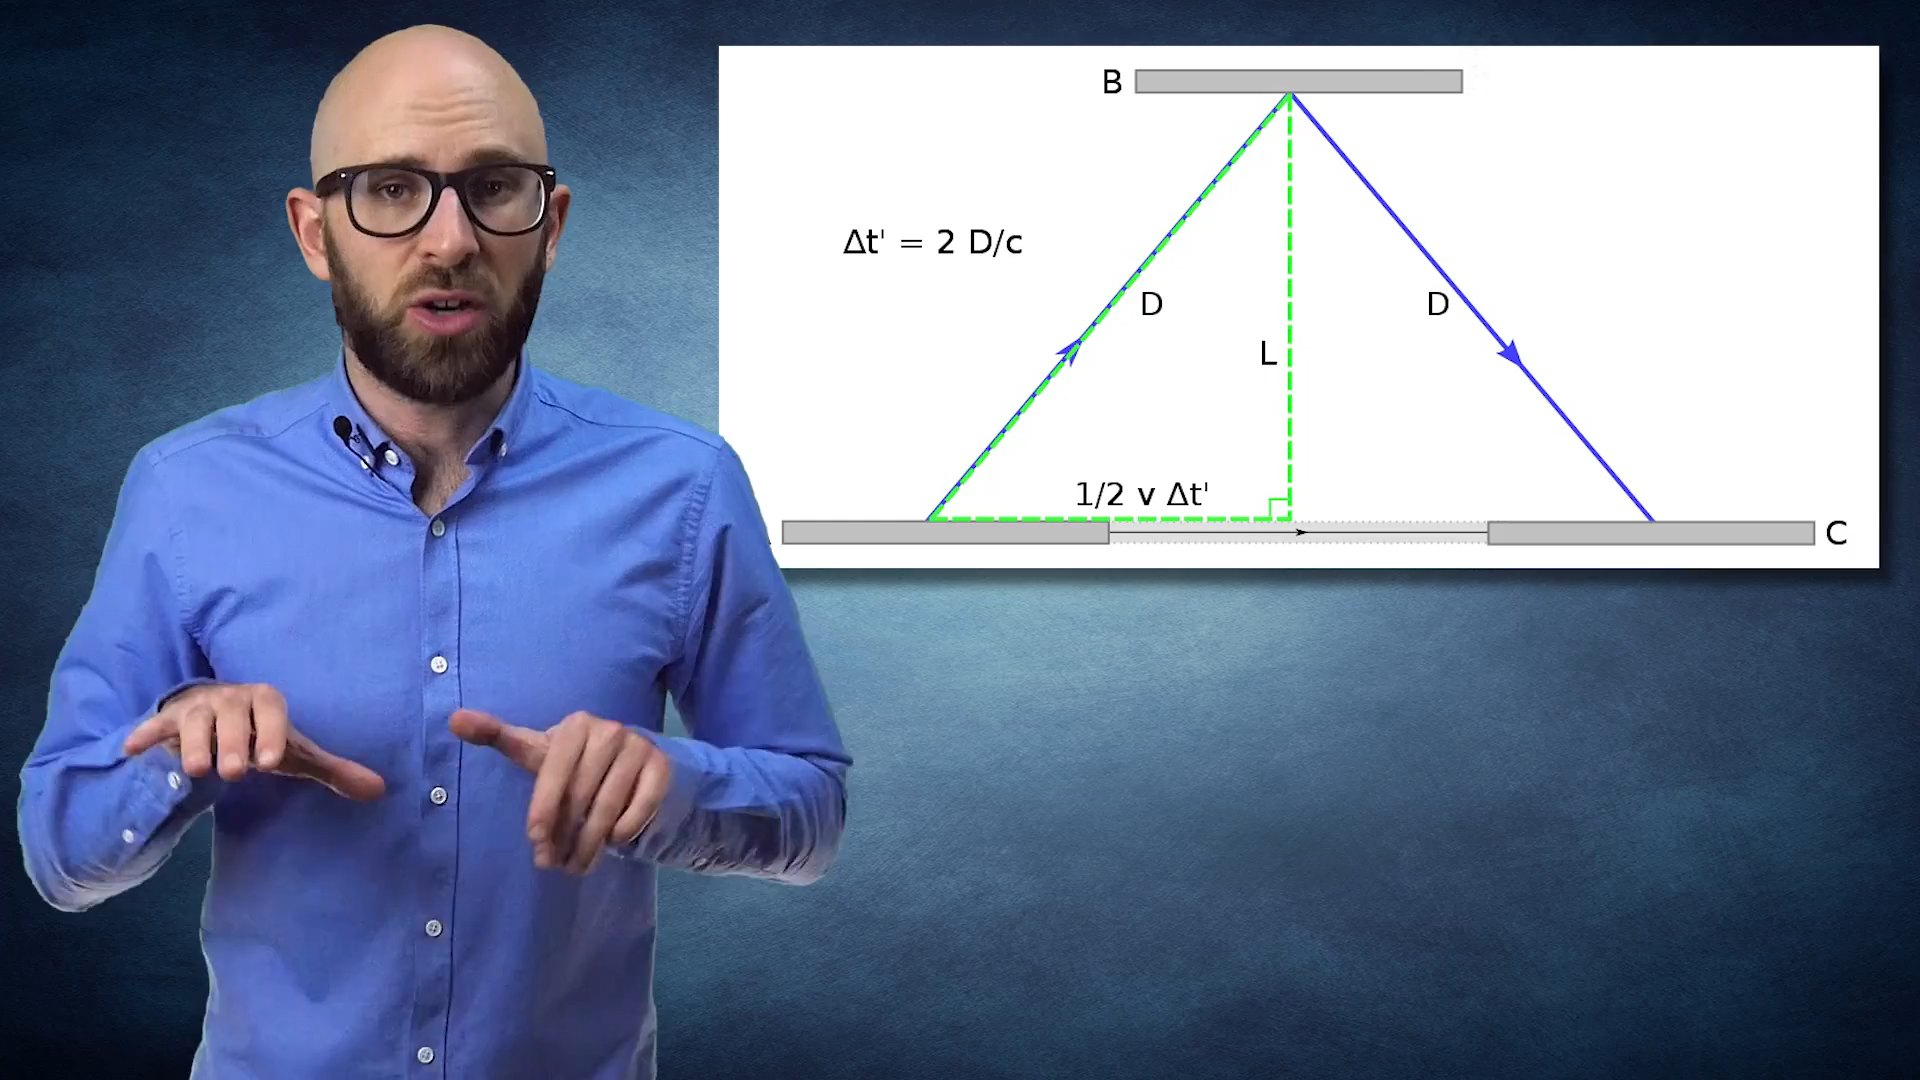 B
Δt' = 2 D/c
D
D
L
1/2 v Δt'
C